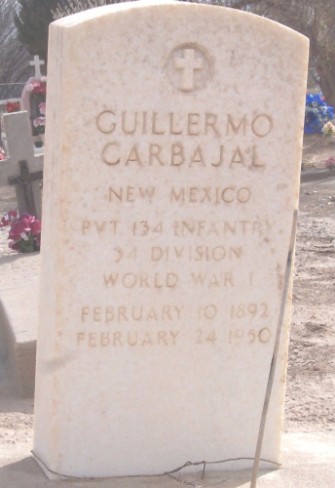 GUILLERMO
CARBAJAL
NEW MEXICO
PVT 134 INFANTRY
34 DIVISION
WORLD WAR I
FEBRUARY 10 1892
FEBRUARY 24 1950